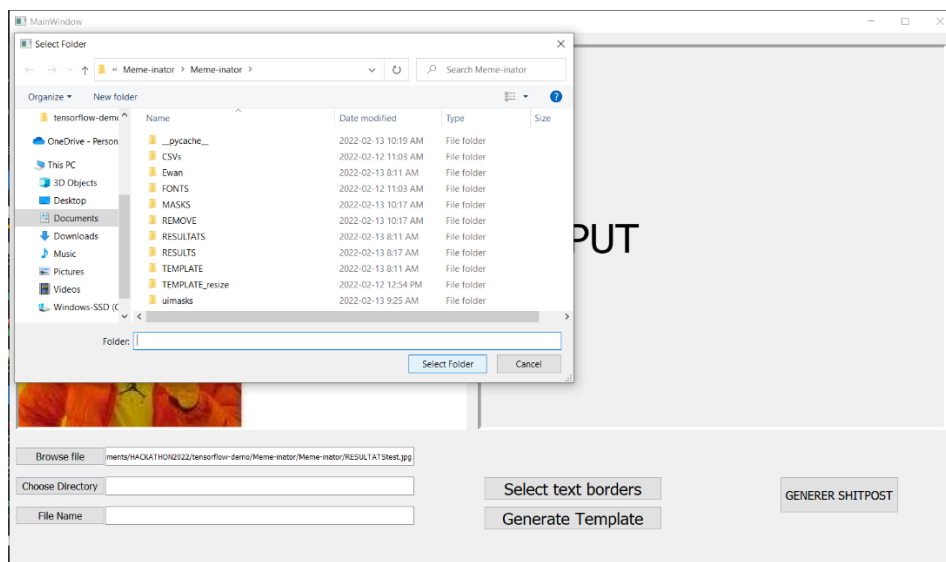 MainWindow
Select Folder
« Meme-inator > Meme-inator >
Search Meme-inator
Organize
New folder
tensorflow-demo
OneDrive - Person
This PC
3D Objects
Desktop
Documents
Downloads
Music
Pictures
Videos
Windows-SSD (C
Name Date modified Type Size
__pycache__ 2022-02-13 10:19 AM File folder
CSVs 2022-02-12 11:03 AM File folder
Ewan 2022-02-13 8:11 AM File folder
FONTS 2022-02-12 11:03 AM File folder
MASKS 2022-02-13 10:17 AM File folder
REMOVE 2022-02-13 10:17 AM File folder
RESULTATS 2022-02-13 8:11 AM File folder
RESULTS 2022-02-13 8:17 AM File folder
TEMPLATE 2022-02-13 8:11 AM File folder
TEMPLATE_resize 2022-02-12 12:54 PM File folder
uimasks 2022-02-13 9:25 AM File folder
Folder:
Select Folder
Cancel
PUT
Browse file
ments/HACKATHON2022/tensorflow-demo/Meme-inator/Meme-inator/RESULTATStest.jpg
Choose Directory
File Name
Select text borders
Generate Template
GENERER SHITPOST